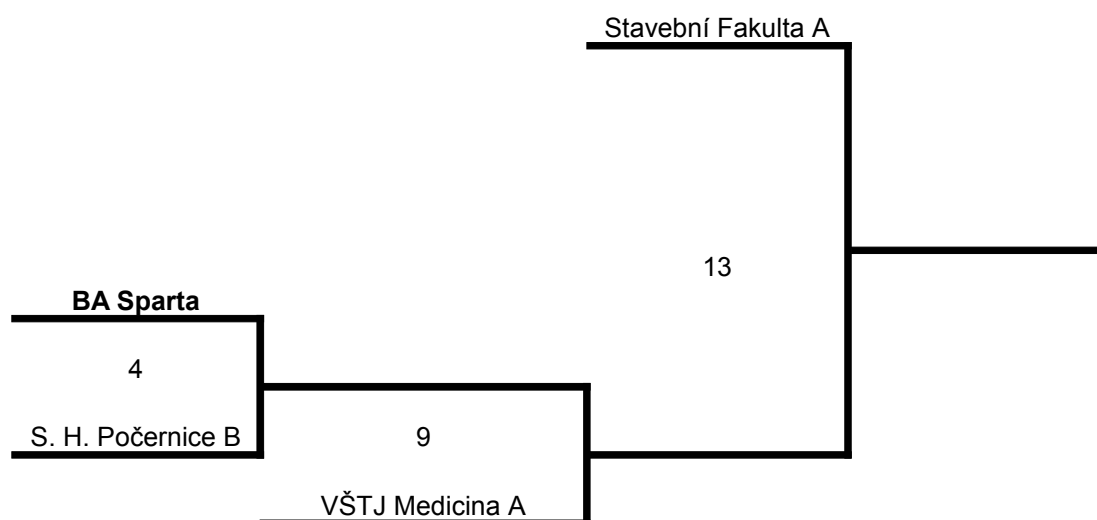 Stavební Fakulta A
13
BA Sparta
4
S. H. Počernice B
9
VŠTJ Medicina A